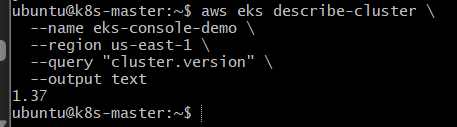 ubuntu@k8s-master:~$ aws eks describe-cluster \
  --name eks-console-demo \
  --region us-east-1 \
  --query "cluster.version" \
  --output text
1.37
ubuntu@k8s-master:~$